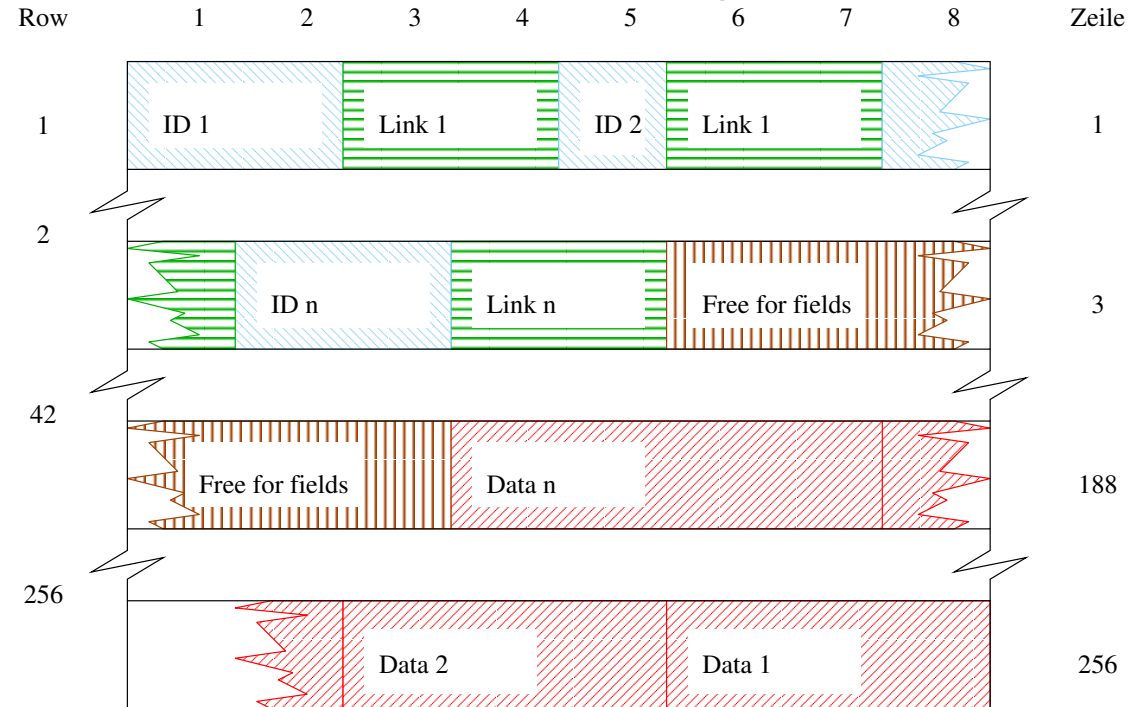 Row 1 2 3 4 5 6 7 8 Zeile
1 ID 1 Link 1 ID 2 Link 1 1
2
ID n Link n Free for fields 3
42
Free for fields Data n 188
256
Data 2 Data 1 256